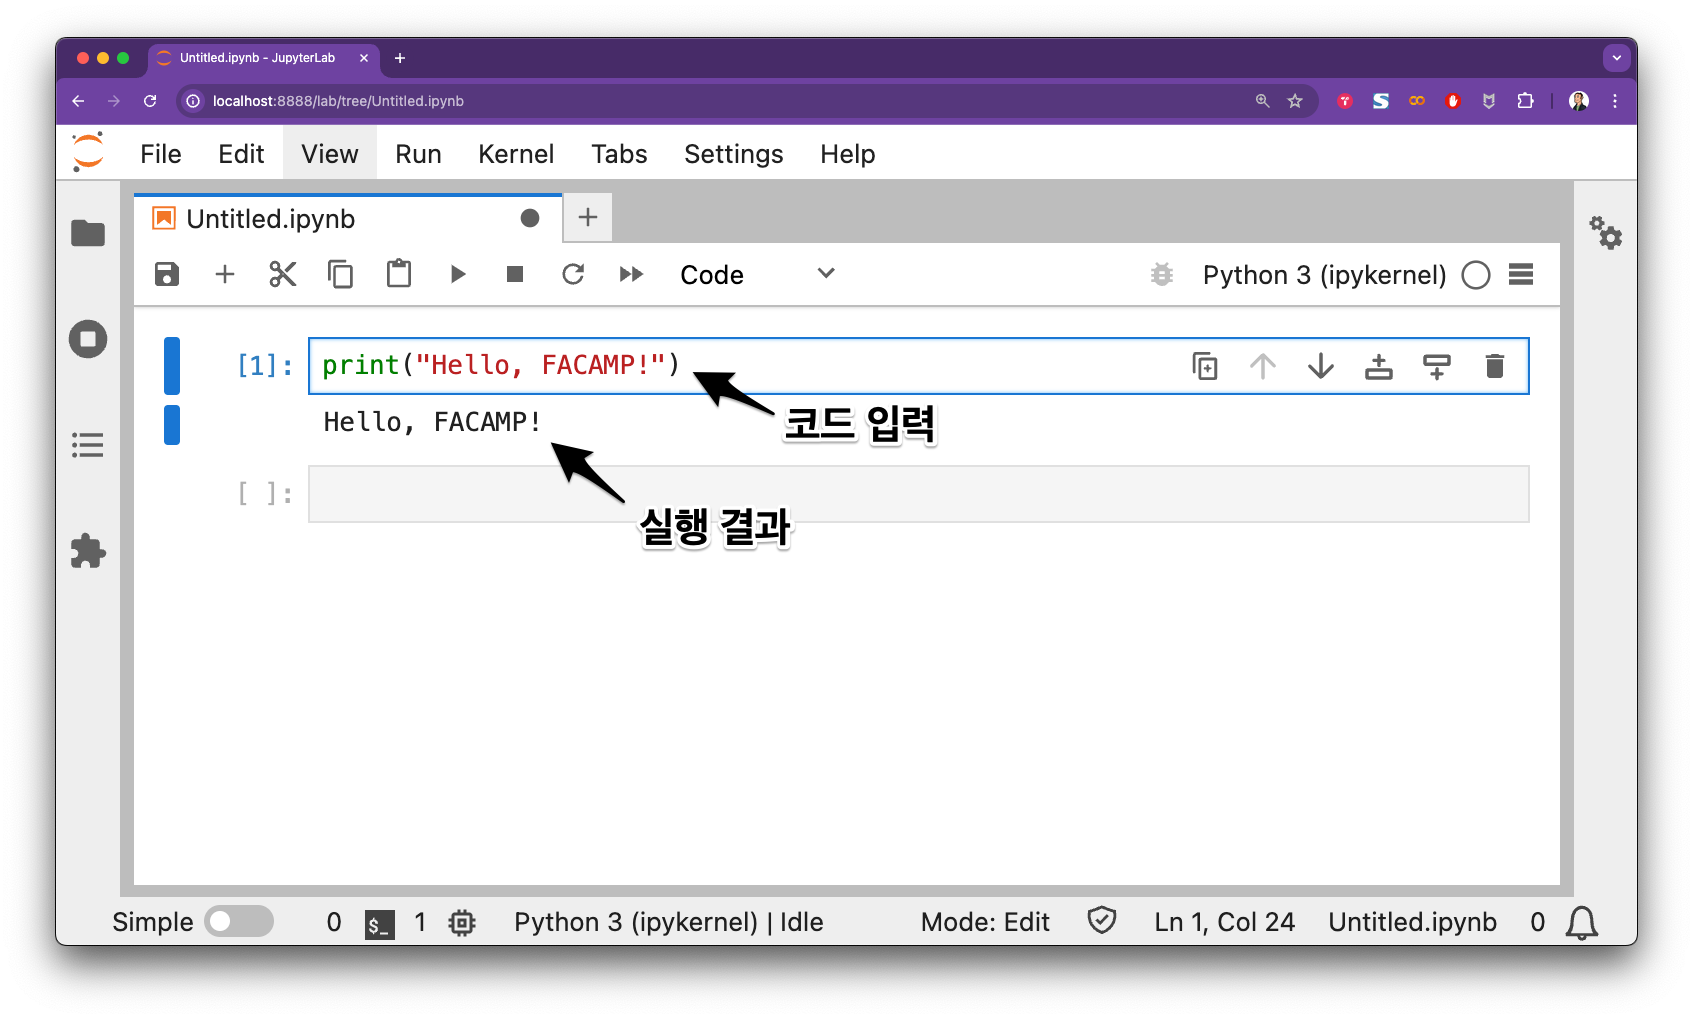 Untitled.ipynb - JupyterLab
localhost:8888/lab/tree/Untitled.ipynb
File Edit View Run Kernel Tabs Settings Help
Untitled.ipynb
Code Python 3 (ipykernel)
[1]: print("Hello, FACAMP!")
코드 입력
Hello, FACAMP!
[ ]:
실행 결과
Simple 0 $_ 1 Python 3 (ipykernel) | Idle Mode: Edit Ln 1, Col 24 Untitled.ipynb 0